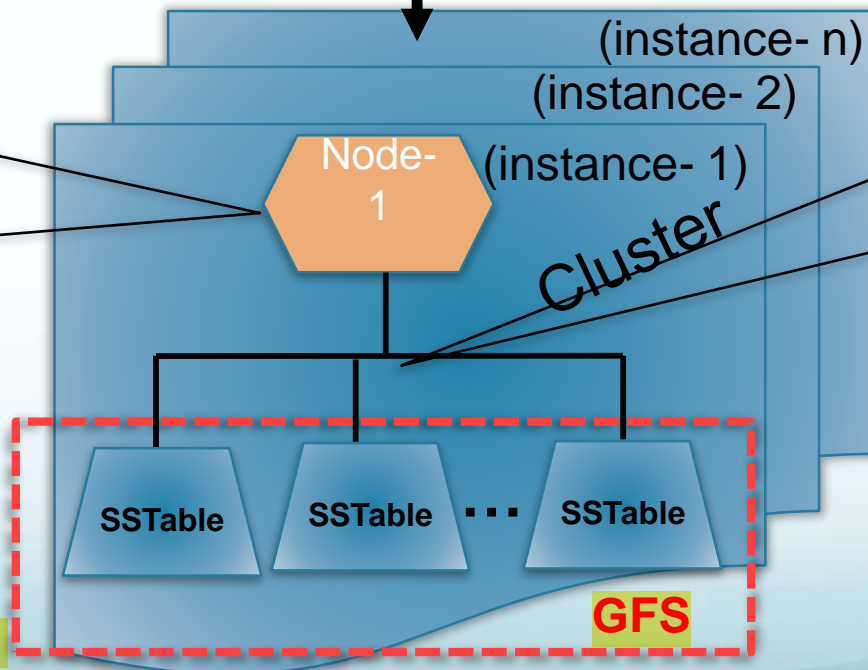 (instance- n)
(instance- 2)
(instance- 1)
Node-
1
Cluster
SSTable
SSTable
...
SSTable
GFS